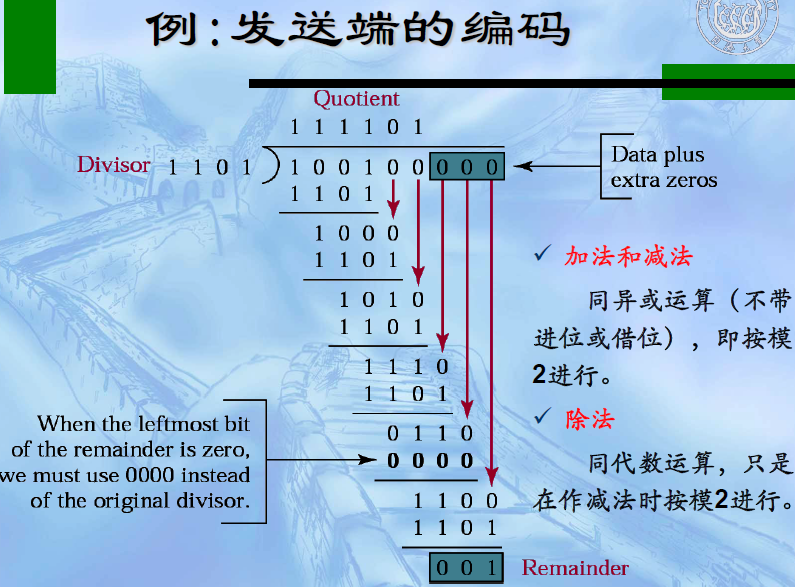 例:发送端的编码
Quotient
1 1 1 1 0 1
Divisor 1 1 0 1 ) 1 0 0 1 0 0 0 0 0
1 1 0 1
1 0 0 0
1 1 0 1
1 0 1 0
1 1 0 1
1 1 1 0
1 1 0 1
0 1 1 0
0 0 0 0
1 1 0 0
1 1 0 1
0 0 1 Remainder
Data plus
extra zeros
When the leftmost bit
of the remainder is zero,
we must use 0000 instead
of the original divisor.
✓ 加法和减法
同异或运算（不带
进位或借位），即按模
2进行。
✓ 除法
同代数运算，只是
在作减法时按模2进行。